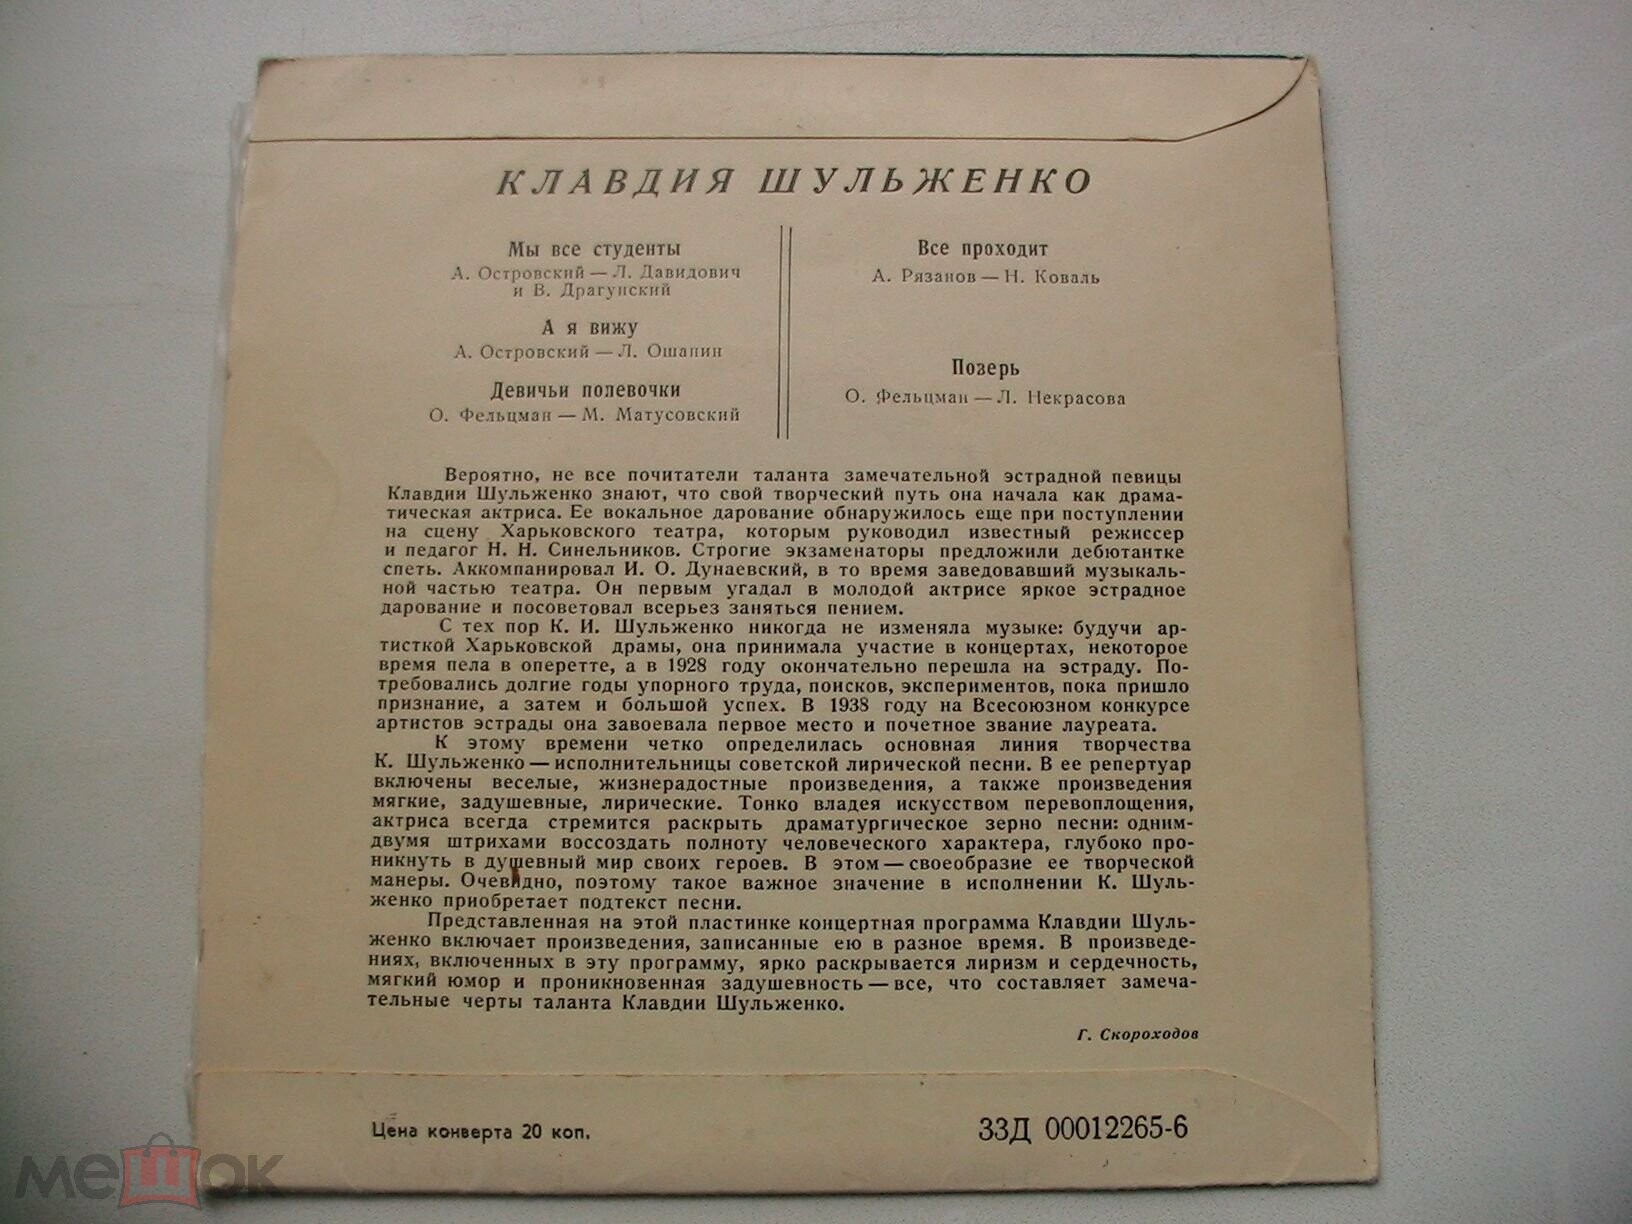 КЛАВДИЯ ШУЛЬЖЕНКО
Мы все студенты
А. Островский — Л. Давидович
и В. Драгунский
А я вижу
А. Островский — Л. Ошанин
Девичьи полевочки
О. Фельцман — М. Матусовский
Все проходит
А. Рязанов — Н. Коваль
Позерь
О. Фельцман — Л. Некрасова
Вероятно, не все почитатели таланта замечательной эстрадной певицы
Клавдии Шульженко знают, что свой творческий путь она начала как драма-
тическая актриса. Ее вокальное дарование обнаружилось еще при поступлении
на сцену Харьковского театра, которым руководил известный режиссер
и педагог Н. Н. Синельников. Строгие экзаменаторы предложили дебютантке
спеть. Аккомпанировал И. О. Дунаевский, в то время заведовавший музыкаль-
ной частью театра. Он первым угадал в молодой актрисе яркое эстрадное
дарование и посоветовал всерьез заняться пением.
С тех пор К. И. Шульженко никогда не изменяла музыке: будучи ар-
тисткой Харьковской драмы, она принимала участие в концертах, некоторое
время пела в оперетте, а в 1928 году окончательно перешла на эстраду. По-
требовались долгие годы упорного труда, поисков, экспериментов, пока пришло
признание, а затем и большой успех. В 1938 году на Всесоюзном конкурсе
артистов эстрады она завоевала первое место и почетное звание лауреата.
К этому времени четко определилась основная линия творчества
К. Шульженко — исполнительницы советской лирической песни. В ее репертуар
включены веселые, жизнерадостные произведения, а также произведения
мягкие, задушевные, лирические. Тонко владея искусством перевоплощения,
актриса всегда стремится раскрыть драматургическое зерно песни: одним-
двумя штрихами воссоздать полноту человеческого характера, глубоко про-
никнуть в душевный мир своих героев. В этом — своеобразие ее творческой
манеры. Очевидно, поэтому такое важное значение в исполнении К. Шуль-
женко приобретает подтекст песни.
Представленная на этой пластинке концертная программа Клавдии Шуль-
женко включает произведения, записанные ею в разное время. В произведе-
ниях, включенных в эту программу, ярко раскрывается лиризм и сердечность,
мягкий юмор и проникновенная задушевность — все, что составляет замеча-
тельные черты таланта Клавдии Шульженко.
Г. Скороходов
Цена конверта 20 коп.
33Д 00012265-6
мешок